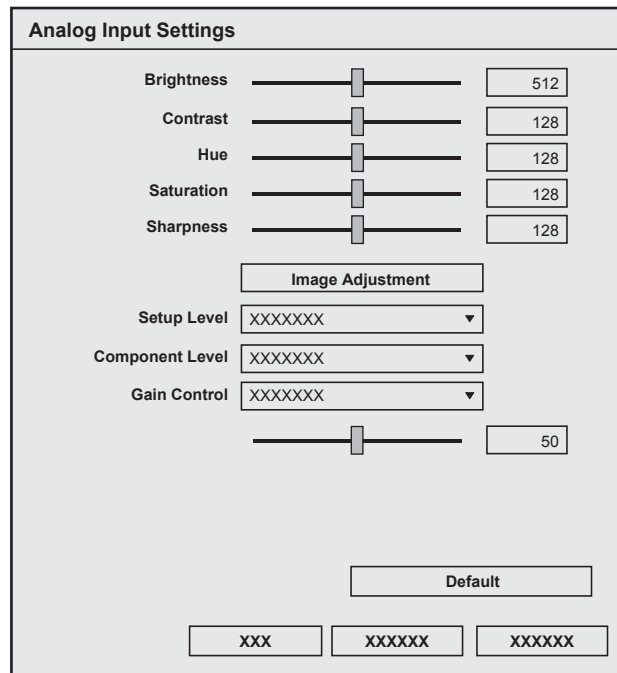 Analog Input Settings
Brightness 512
Contrast 128
Hue 128
Saturation 128
Sharpness 128
Image Adjustment
Setup Level XXXXXXX
Component Level XXXXXXX
Gain Control XXXXXXX
50
Default
XXX XXXXXX XXXXXX